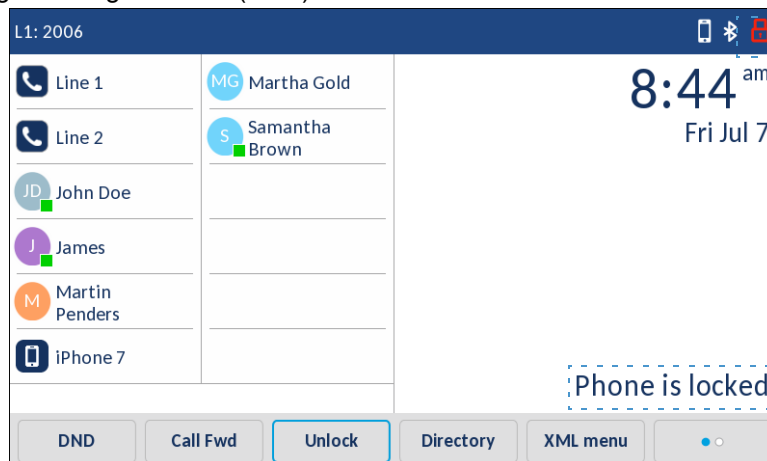 L1: 2006
Line 1
Line 2
JD John Doe
J James
M Martin
Penders
iPhone 7
MG Martha Gold
S Samantha
Brown
8:44 am
Fri Jul 7
Phone is locked
DND Call Fwd Unlock Directory XML menu